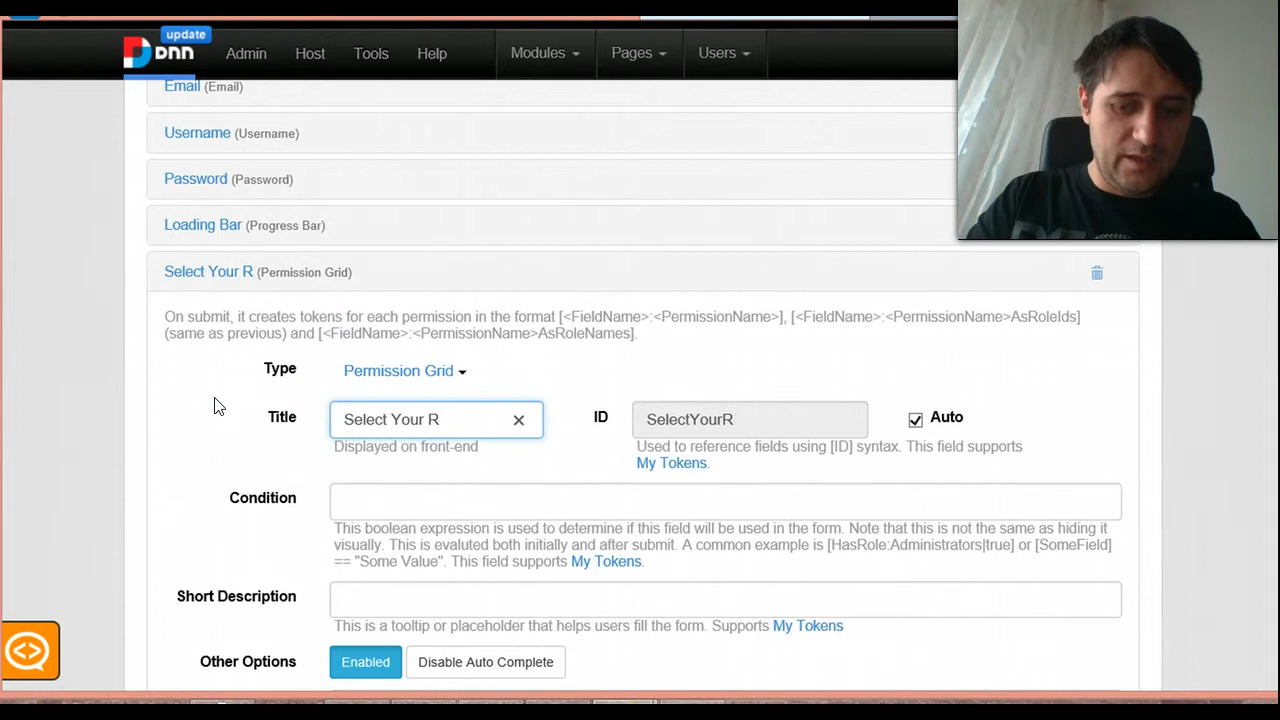 update
DNN
Admin Host Tools Help Modules Pages Users
Email (Email)
Username (Username)
Password (Password)
Loading Bar (Progress Bar)
Select Your R (Permission Grid)
On submit, it creates tokens for each permission in the format [<FieldName>:<PermissionName>], [<FieldName>:<PermissionName>AsRoleIds]
(same as previous) and [<FieldName>:<PermissionName>AsRoleNames].
Type Permission Grid
Title Select Your R ID SelectYourR Auto
Displayed on front-end Used to reference fields using [ID] syntax. This field supports
My Tokens.
Condition
This boolean expression is used to determine if this field will be used in the form. Note that this is not the same as hiding it
visually. This is evaluted both initially and after submit. A common example is [HasRole:Administrators|true] or [SomeField]
== "Some Value". This field supports My Tokens.
Short Description
This is a tooltip or placeholder that helps users fill the form. Supports My Tokens
Other Options Enabled Disable Auto Complete